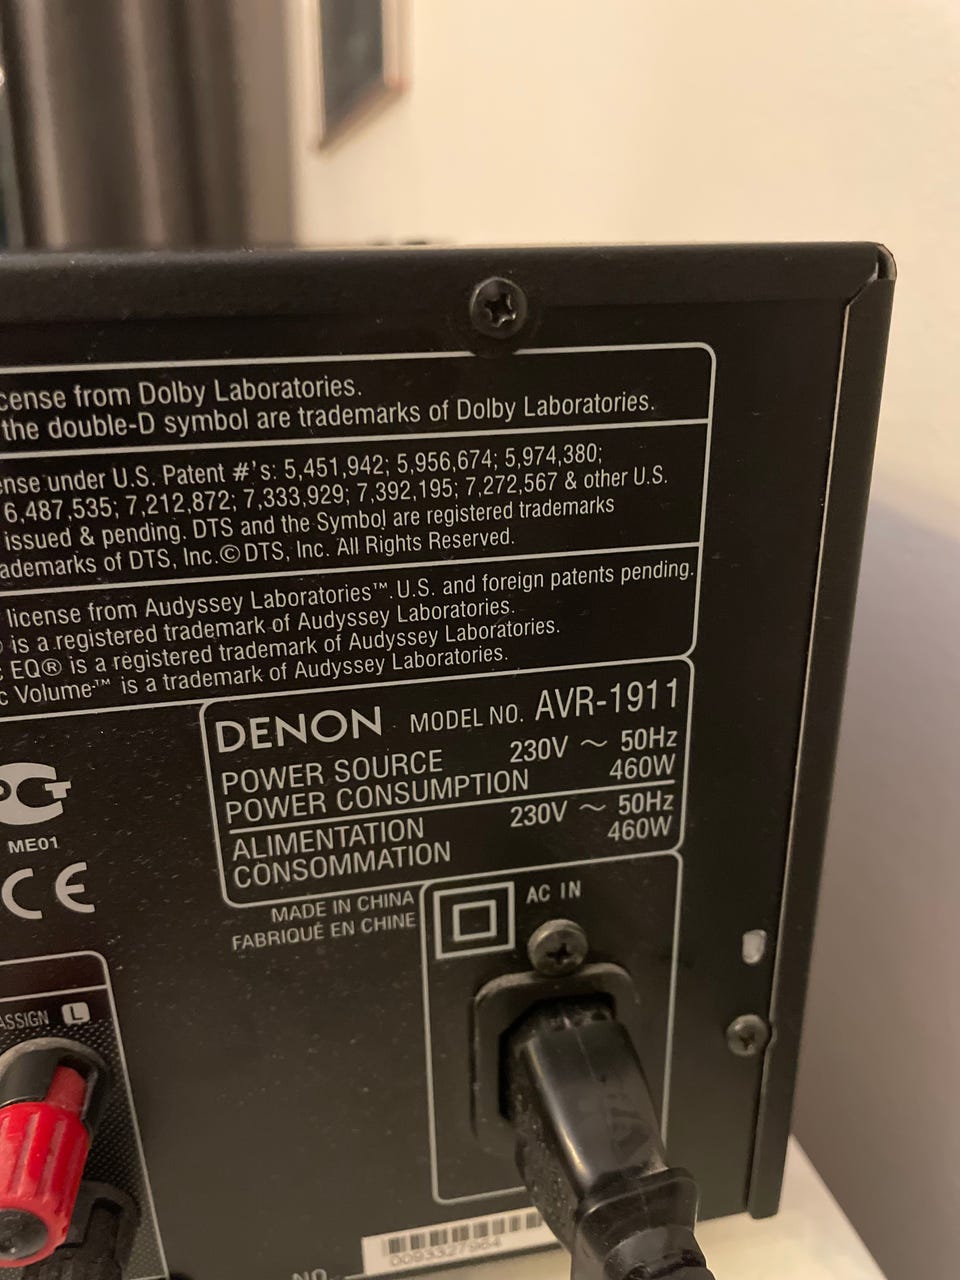 cense from Dolby Laboratories.
the double-D symbol are trademarks of Dolby Laboratories.
nse under U.S. Patent #'s: 5,451,942; 5,956,674; 5,974,380;
6,487,535; 7,212,872; 7,333,929; 7,392,195; 7,272,567 & other U.S.
issued & pending. DTS and the Symbol are registered trademarks
ademarks of DTS, Inc.© DTS, Inc. All Rights Reserved.
license from Audyssey Laboratories™ U.S. and foreign patents pending.
® is a registered trademark of Audyssey Laboratories.
c EQ® is a registered trademark of Audyssey Laboratories.
c Volume™ is a trademark of Audyssey Laboratories.
DENON MODEL NO. AVR-1911
POWER SOURCE 230V ~ 50Hz
POWER CONSUMPTION 460W
ALIMENTATION 230V ~ 50Hz
CONSOMMATION 460W
ME01
CE
MADE IN CHINA
FABRIQUÉ EN CHINE
AC IN
ASSIGN L
NO.